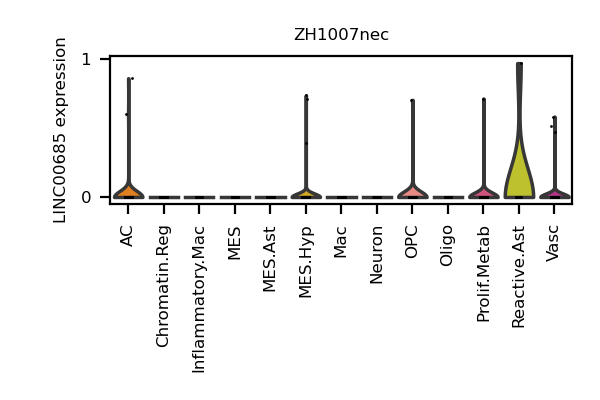 ZH1007nec
LINC00685 expression
1
0
AC
Chromatin.Reg
Inflammatory.Mac
MES
MES.Ast
MES.Hyp
Mac
Neuron
OPC
Oligo
Prolif.Metab
Reactive.Ast
Vasc